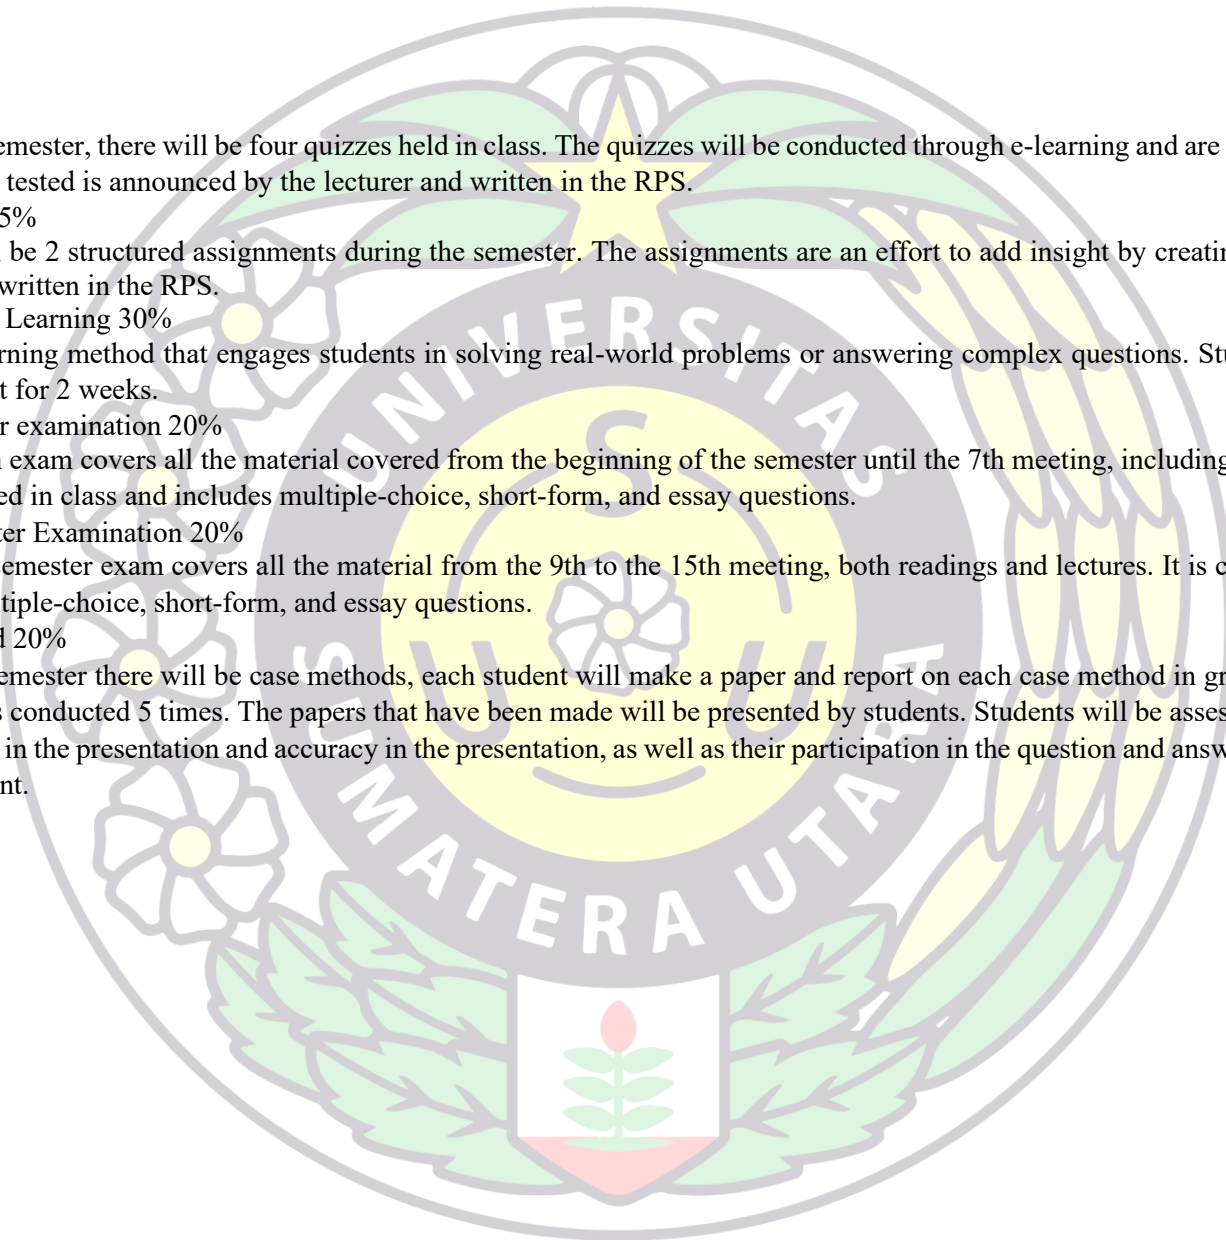 emester, there will be four quizzes held in class. The quizzes will be conducted through e-learning and are
tested is announced by the lecturer and written in the RPS.
5%
be 2 structured assignments during the semester. The assignments are an effort to add insight by creatin
written in the RPS.
Learning 30%
rning method that engages students in solving real-world problems or answering complex questions. Stu
t for 2 weeks.
r examination 20%
exam covers all the material covered from the beginning of the semester until the 7th meeting, including
ed in class and includes multiple-choice, short-form, and essay questions.
ter Examination 20%
semester exam covers all the material from the 9th to the 15th meeting, both readings and lectures. It is c
tiple-choice, short-form, and essay questions.
d 20%
emester there will be case methods, each student will make a paper and report on each case method in gr
s conducted 5 times. The papers that have been made will be presented by students. Students will be asses
in the presentation and accuracy in the presentation, as well as their participation in the question and answ
nt.
UNIVERSITAS
SUMATERA UTARA
S
U U